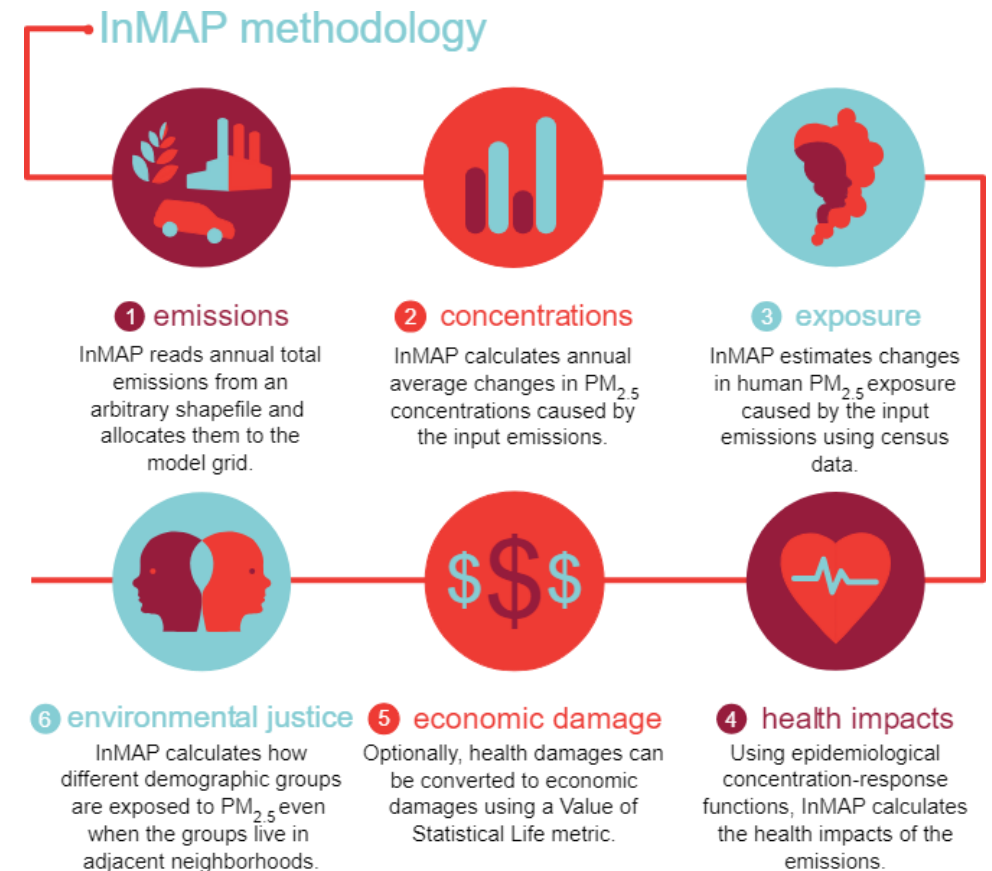 InMAP methodology
1 emissions
InMAP reads annual total
emissions from an
arbitrary shapefile and
allocates them to the
model grid.
2 concentrations
InMAP calculates annual
average changes in PM2.5
concentrations caused by
the input emissions.
3 exposure
InMAP estimates changes
in human PM2.5 exposure
caused by the input
emissions using census
data.
$ $ $
4 health impacts
Using epidemiological
concentration-response
functions, InMAP calculates
the health impacts of the
emissions.
5 economic damage
Optionally, health damages can
be converted to economic
damages using a Value of
Statistical Life metric.
6 environmental justice
InMAP calculates how
different demographic groups
are exposed to PM2.5 even
when the groups live in
adjacent neighborhoods.